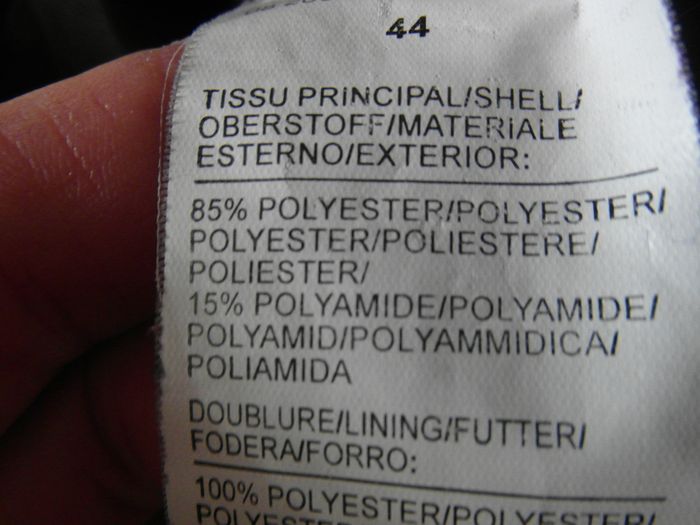 44
TISSU PRINCIPAL/SHELL/
OBERSTOFF/MATERIALE
ESTERNO/EXTERIOR:
85% POLYESTER/POLYESTER/
POLYESTER/POLIESTERE/
POLIESTER/
15% POLYAMIDE/POLYAMIDE/
POLYAMID/POLYAMMIDICA/
POLIAMIDA
DOUBLURE/LINING/FUTTER/
FODERA/FORRO:
100% POLYESTER/POLYESTER/